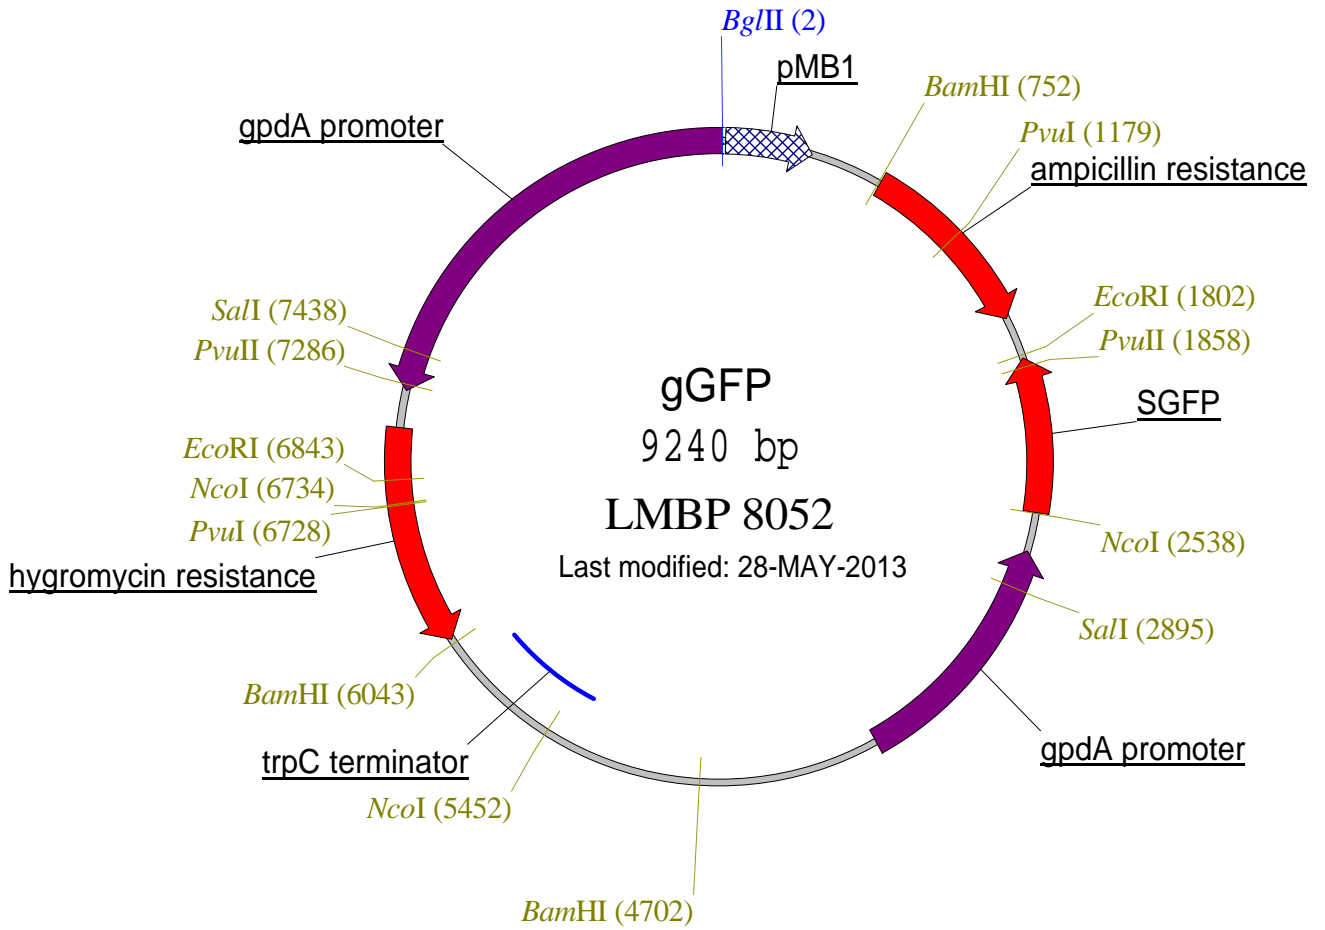 BglII (2)
pMB1
BamHI (752)
gpdA promoter
PvuI (1179)
ampicillin resistance
SalI (7438)
EcoRI (1802)
PvuII (7286)
PvuII (1858)
gGFP
SGFP
9240 bp
EcoRI (6843)
NcoI (6734)
LMBP 8052
PvuI (6728)
NcoI (2538)
Last modified: 28-MAY-2013
hygromycin resistance
SalI (2895)
BamHI (6043)
gpdA promoter
trpC terminator
NcoI (5452)
BamHI (4702)